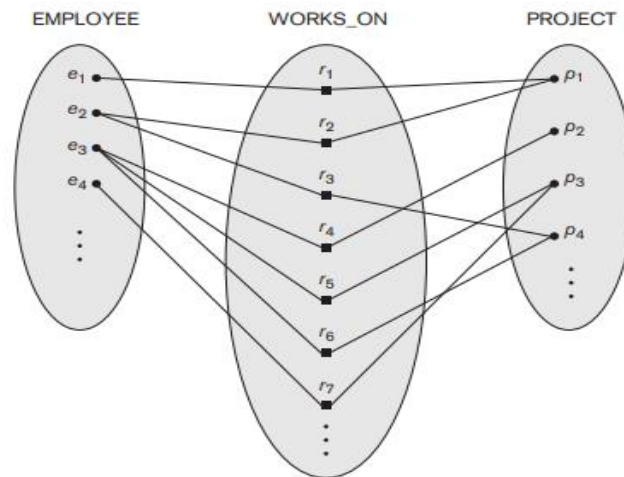 EMPLOYEE WORKS_ON PROJECT
e1
e2
e3
e4
r1
r2
r3
r4
r5
r6
r7
p1
p2
p3
p4